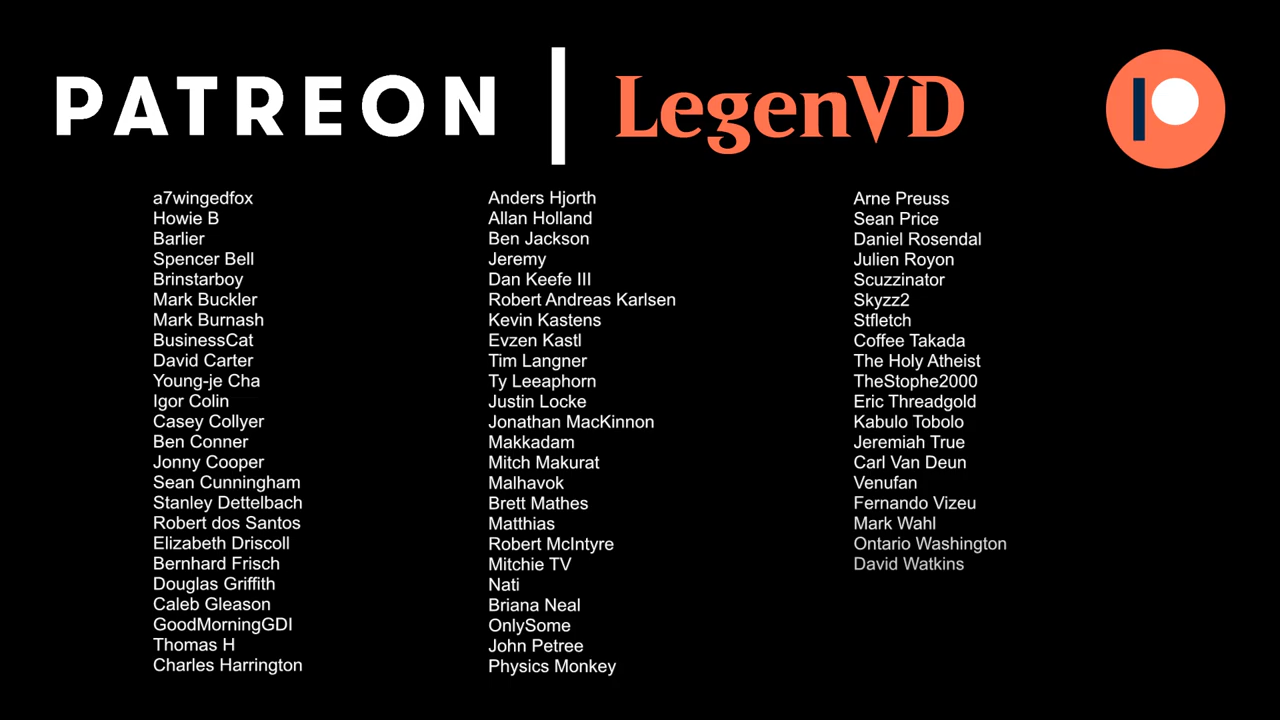 PATREON | LegenVD
a7wingedfox
Howie B
Barlier
Spencer Bell
Brinstarboy
Mark Buckler
Mark Burnash
BusinessCat
David Carter
Young-je Cha
Igor Colin
Casey Collyer
Ben Conner
Jonny Cooper
Sean Cunningham
Stanley Dettelbach
Robert dos Santos
Elizabeth Driscoll
Bernhard Frisch
Douglas Griffith
Caleb Gleason
GoodMorningGDI
Thomas H
Charles Harrington
Anders Hjorth
Allan Holland
Ben Jackson
Jeremy
Dan Keefe III
Robert Andreas Karlsen
Kevin Kastens
Evzen Kastl
Tim Langner
Ty Leeaphorn
Justin Locke
Jonathan MacKinnon
Makkadam
Mitch Makurat
Malhavok
Brett Mathes
Matthias
Robert McIntyre
Mitchie TV
Nati
Briana Neal
OnlySome
John Petree
Physics Monkey
Arne Preuss
Sean Price
Daniel Rosendal
Julien Royon
Scuzzinator
Skyzz2
Stfletch
Coffee Takada
The Holy Atheist
TheStophe2000
Eric Threadgold
Kabulo Tobolo
Jeremiah True
Carl Van Deun
Venufan
Fernando Vizeu
Mark Wahl
Ontario Washington
David Watkins